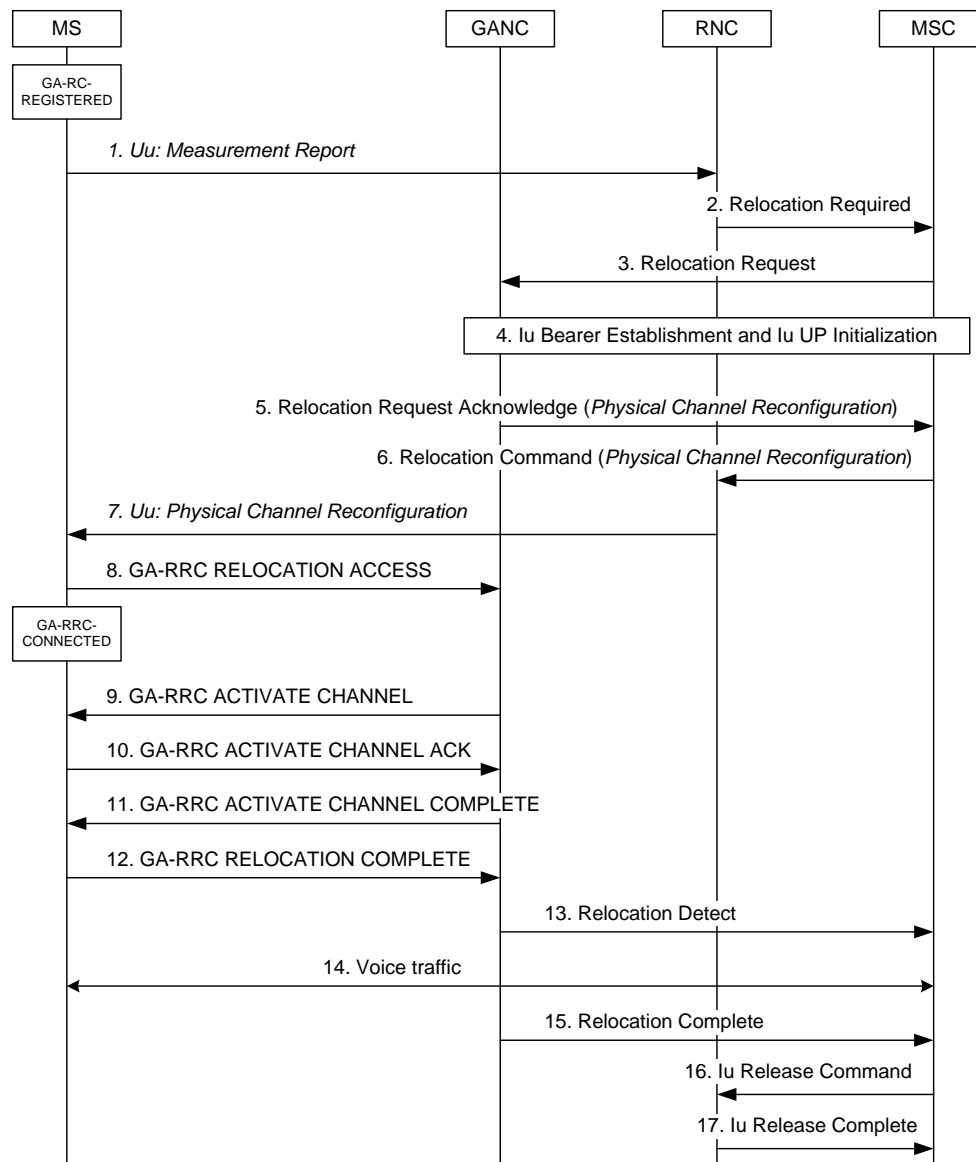 MS
GANC
RNC
MSC
GA-RC-
REGISTERED
1. Uu: Measurement Report
2. Relocation Required
3. Relocation Request
4. Iu Bearer Establishment and Iu UP Initialization
5. Relocation Request Acknowledge (Physical Channel Reconfiguration)
6. Relocation Command (Physical Channel Reconfiguration)
7. Uu: Physical Channel Reconfiguration
8. GA-RRC RELOCATION ACCESS
GA-RRC-
CONNECTED
9. GA-RRC ACTIVATE CHANNEL
10. GA-RRC ACTIVATE CHANNEL ACK
11. GA-RRC ACTIVATE CHANNEL COMPLETE
12. GA-RRC RELOCATION COMPLETE
13. Relocation Detect
14. Voice traffic
15. Relocation Complete
16. Iu Release Command
17. Iu Release Complete